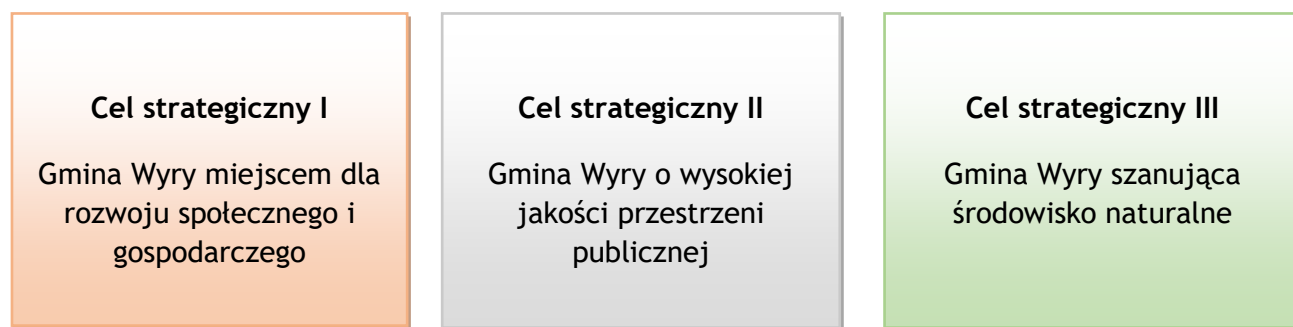 Cel strategiczny I
Gmina Wyry miejscem dla
rozwoju społecznego i
gospodarczego
Cel strategiczny II
Gmina Wyry o wysokiej
jakości przestrzeni
publicznej
Cel strategiczny III
Gmina Wyry szanująca
środowisko naturalne